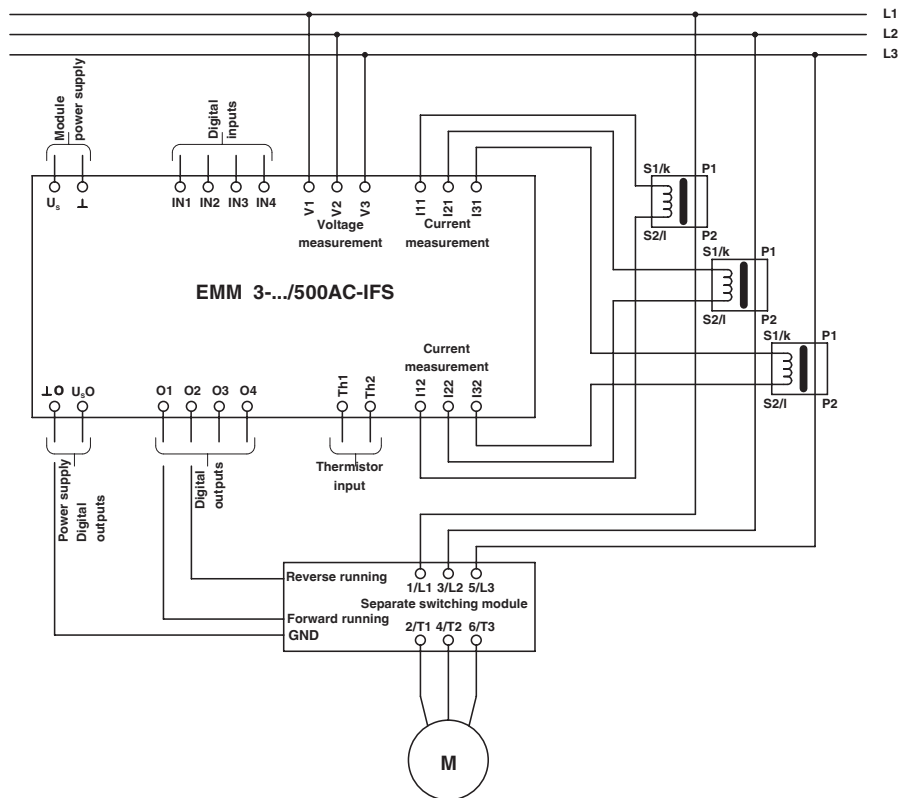 L1
L2
L3
Module
power supply
Digital
inputs
Us
⊥
IN1
IN2
IN3
IN4
V1
V2
V3
Voltage
measurement
I11
I21
I31
Current
measurement
S1/k
P1
S2/l
P2
S1/k
P1
S2/l
P2
S1/k
P1
S2/l
P2
EMM 3-.../500AC-IFS
Current
measurement
⊥O
UsO
O1
O2
O3
O4
Th1
Th2
I12
I22
I32
Power supply
Digital
outputs
Digital
outputs
Thermistor
input
Reverse running
1/L1
3/L2
5/L3
Separate switching module
Forward running
GND
2/T1
4/T2
6/T3
M